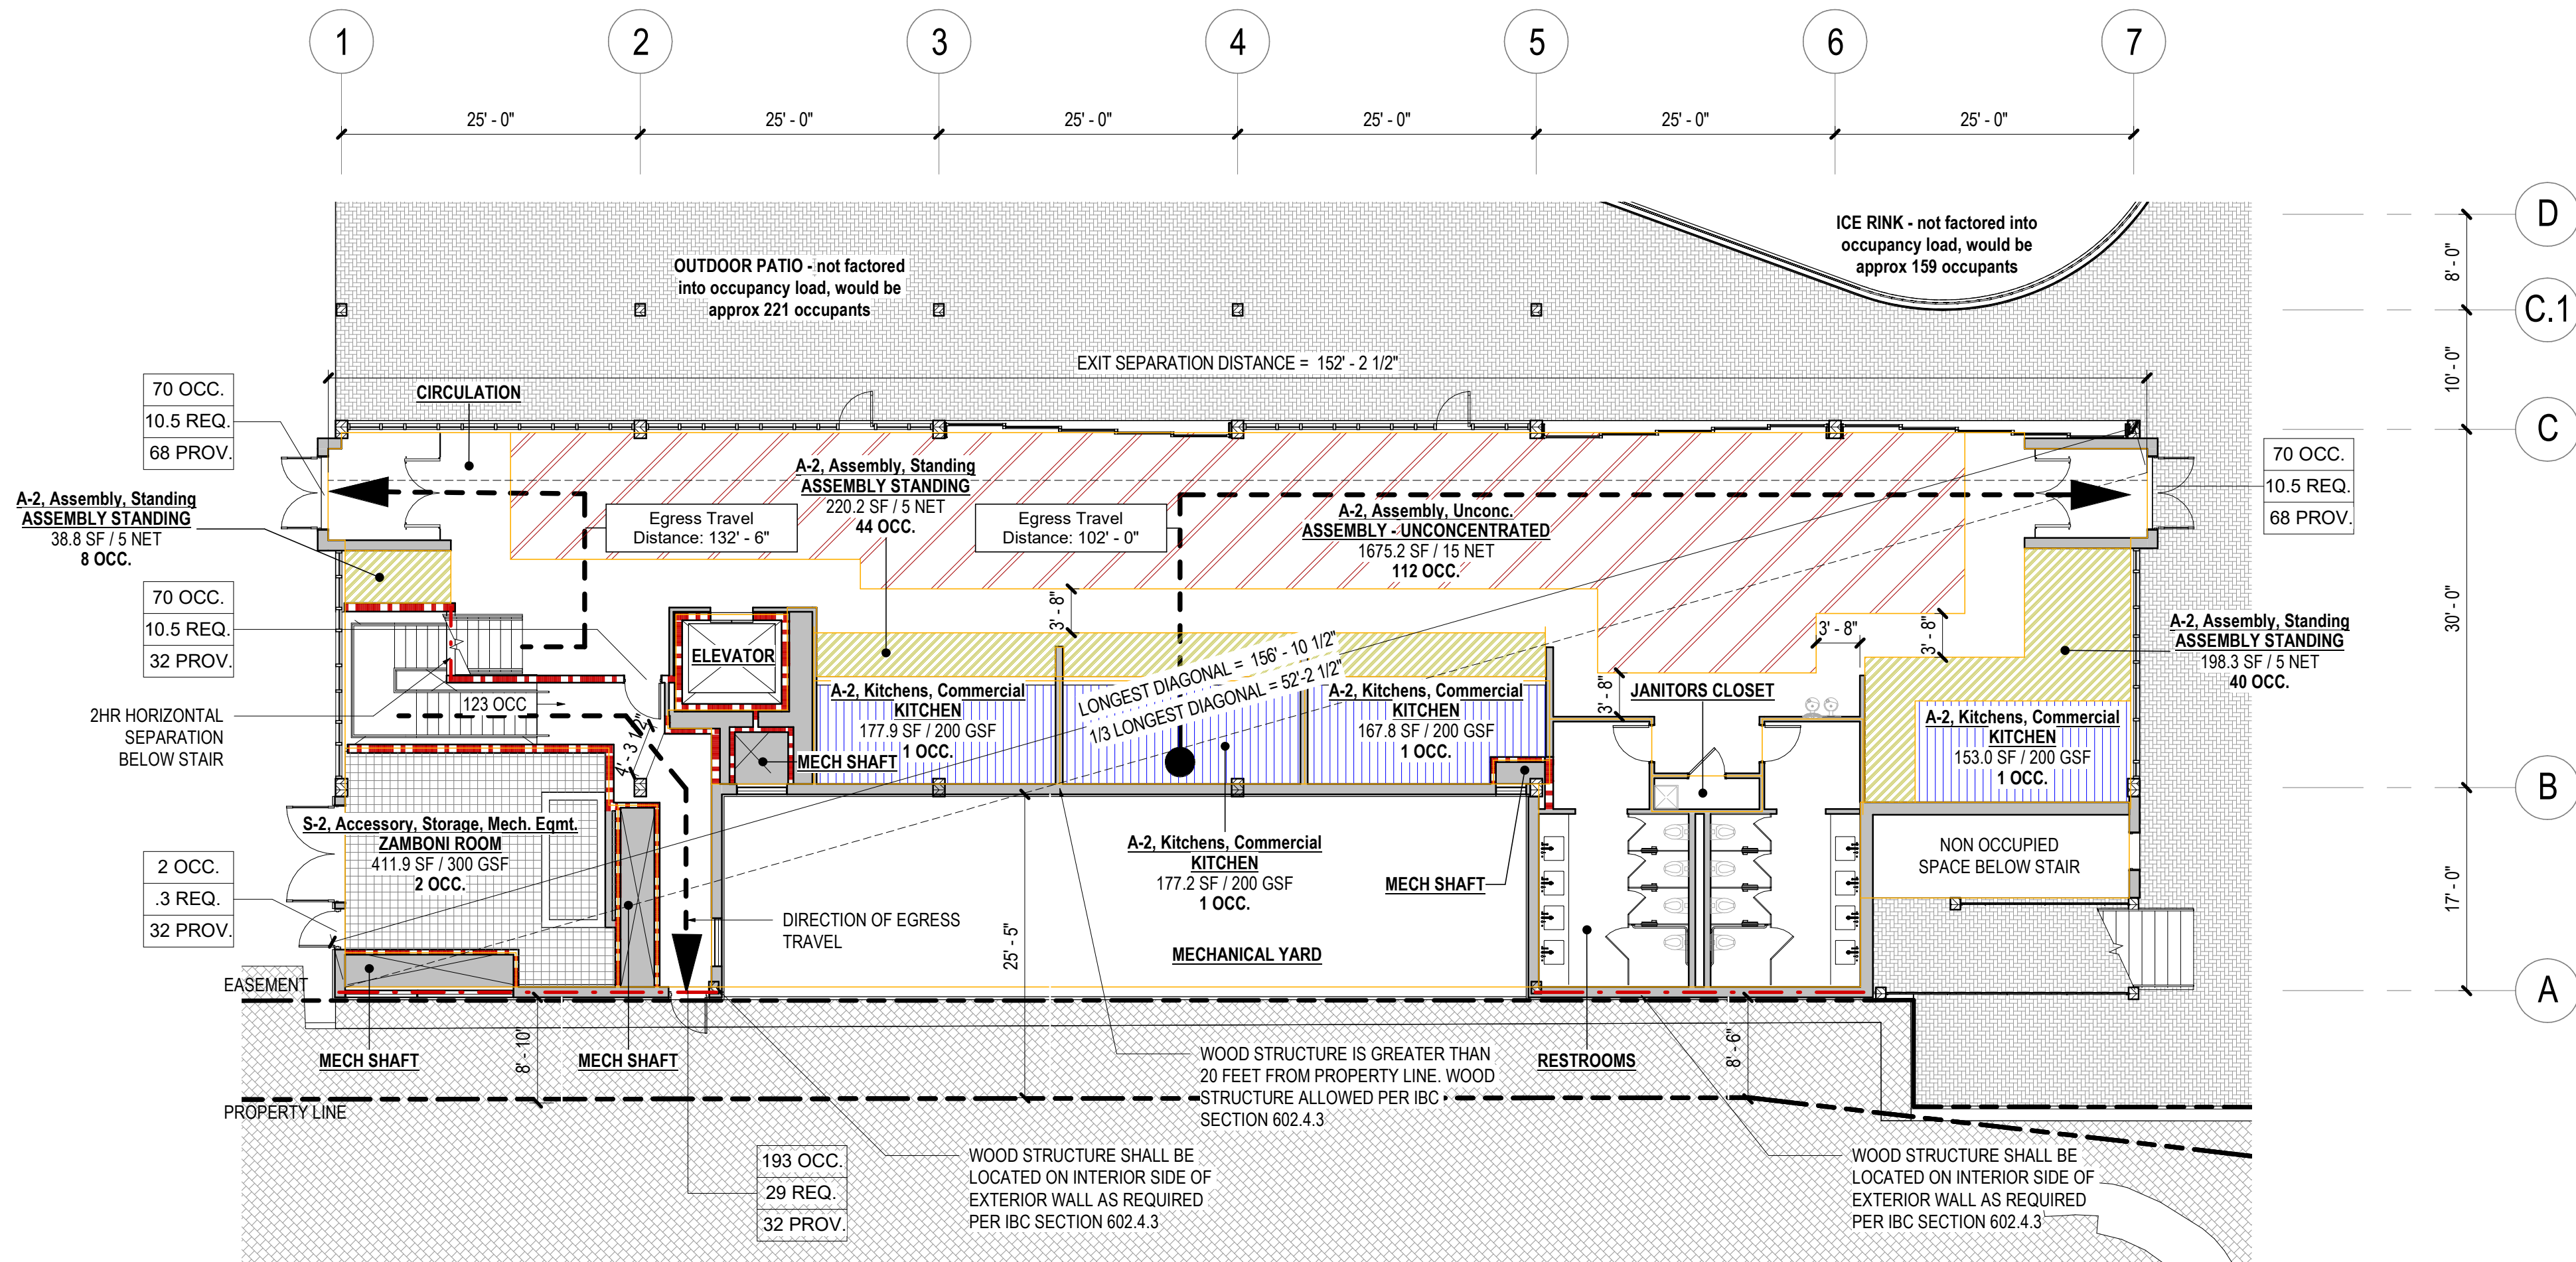 1
2
3
4
5
6
7
25' - 0"
25' - 0"
25' - 0"
25' - 0"
25' - 0"
25' - 0"
D
C.1
C
B
A
8' - 0"
10' - 0"
30' - 0"
17' - 0"
ICE RINK - not factored into
occupancy load, would be
approx 159 occupants
OUTDOOR PATIO - not factored
into occupancy load, would be
approx 221 occupants
EXIT SEPARATION DISTANCE = 152' - 2 1/2"
70 OCC.
10.5 REQ.
68 PROV.
CIRCULATION
A-2, Assembly, Standing
ASSEMBLY STANDING
38.8 SF / 5 NET
8 OCC.
A-2, Assembly, Standing
ASSEMBLY STANDING
220.2 SF / 5 NET
44 OCC.
Egress Travel
Distance: 132' - 6"
Egress Travel
Distance: 102' - 0"
A-2, Assembly, Unconc.
ASSEMBLY - UNCONCENTRATED
1675.2 SF / 15 NET
112 OCC.
70 OCC.
10.5 REQ.
68 PROV.
70 OCC.
10.5 REQ.
32 PROV.
3' - 8"
3' - 8"
3' - 8"
3' - 8"
A-2, Assembly, Standing
ASSEMBLY STANDING
198.3 SF / 5 NET
40 OCC.
ELEVATOR
LONGEST DIAGONAL = 156' - 10 1/2"
1/3 LONGEST DIAGONAL = 52'-2 1/2"
123 OCC
2HR HORIZONTAL
SEPARATION
BELOW STAIR
4' - 3 1/2"
A-2, Kitchens, Commercial
KITCHEN
177.9 SF / 200 GSF
1 OCC.
A-2, Kitchens, Commercial
KITCHEN
167.8 SF / 200 GSF
1 OCC.
JANITORS CLOSET
A-2, Kitchens, Commercial
KITCHEN
153.0 SF / 200 GSF
1 OCC.
MECH SHAFT
S-2, Accessory, Storage, Mech. Eqmt.
ZAMBONI ROOM
411.9 SF / 300 GSF
2 OCC.
2 OCC.
.3 REQ.
32 PROV.
A-2, Kitchens, Commercial
KITCHEN
177.2 SF / 200 GSF
1 OCC.
MECH SHAFT
NON OCCUPIED
SPACE BELOW STAIR
DIRECTION OF EGRESS
TRAVEL
25' - 5"
MECHANICAL YARD
EASEMENT
MECH SHAFT
8' - 10"
MECH SHAFT
WOOD STRUCTURE IS GREATER THAN
20 FEET FROM PROPERTY LINE. WOOD
STRUCTURE ALLOWED PER IBC
SECTION 602.4.3
RESTROOMS
8' - 6"
PROPERTY LINE
193 OCC.
29 REQ.
32 PROV.
WOOD STRUCTURE SHALL BE
LOCATED ON INTERIOR SIDE OF
EXTERIOR WALL AS REQUIRED
PER IBC SECTION 602.4.3
WOOD STRUCTURE SHALL BE
LOCATED ON INTERIOR SIDE OF
EXTERIOR WALL AS REQUIRED
PER IBC SECTION 602.4.3